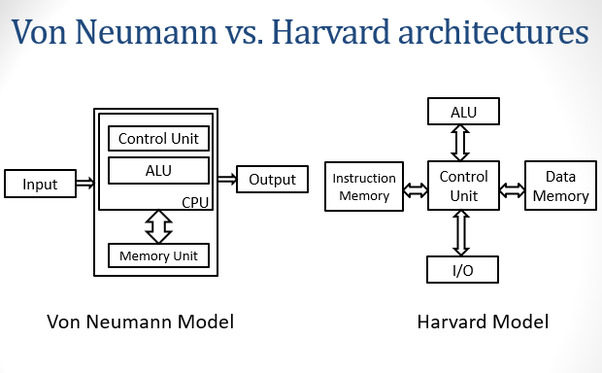 Von Neumann vs. Harvard architectures
Input
Control Unit
ALU
CPU
Memory Unit
Output
Von Neumann Model
ALU
Instruction
Memory
Control
Unit
Data
Memory
I/O
Harvard Model